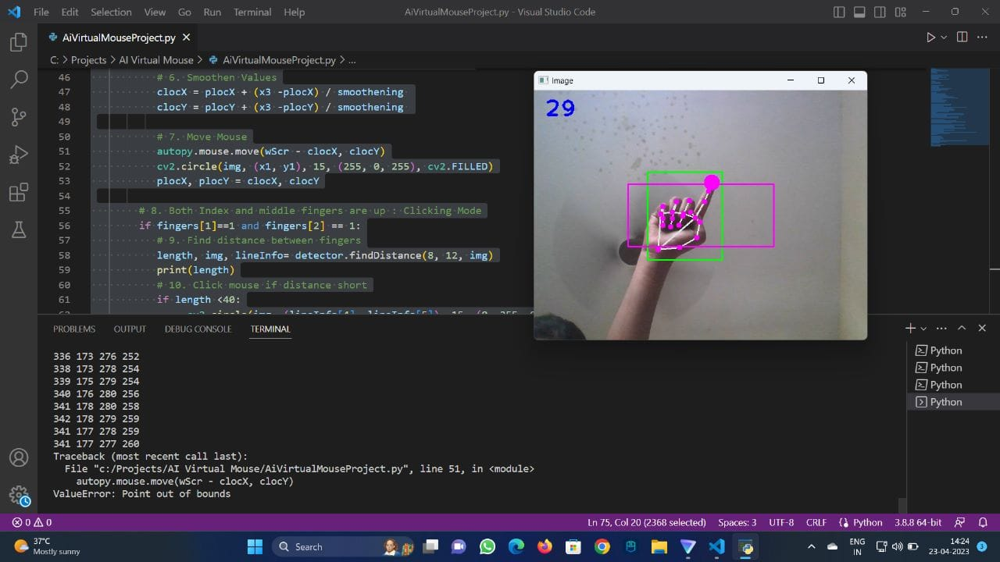 File Edit Selection View Go Run Terminal Help AiVirtualMouseProject.py - Visual Studio Code
AiVirtualMouseProject.py
C: > Projects > AI Virtual Mouse > AiVirtualMouseProject.py > ...
46 # 6. Smoothen Values
47 clocX = plocX + (x3 -plocX) / smoothening
48 clocY = plocY + (x3 -plocY) / smoothening
49
50 # 7. Move Mouse
51 autopy.mouse.move(wScr - clocX, clocY)
52 cv2.circle(img, (x1, y1), 15, (255, 0, 255), cv2.FILLED)
53 plocX, plocY = clocX, clocY
54
55 # 8. Both Index and middle fingers are up : Clicking Mode
56 if fingers[1]==1 and fingers[2] == 1:
57 # 9. Find distance between fingers
58 length, img, lineInfo= detector.findDistance(8, 12, img)
59 print(length)
60 # 10. Click mouse if distance short
61 if length <40:
Image
29
PROBLEMS OUTPUT DEBUG CONSOLE TERMINAL
336 173 276 252
338 173 278 254
339 175 279 254
340 176 280 256
341 178 280 258
342 178 279 259
341 177 278 259
341 177 277 260
Traceback (most recent call last):
File "c:/Projects/AI Virtual Mouse/AiVirtualMouseProject.py", line 51, in <module>
autopy.mouse.move(wScr - clocX, clocY)
ValueError: Point out of bounds
Python
Python
Python
Python
0 0 Ln 75, Col 20 (2368 selected) Spaces: 3 UTF-8 CRLF Python 3.8.8 64-bit
37°C
Mostly sunny
Search
ENG
IN
14:24
23-04-2023
3